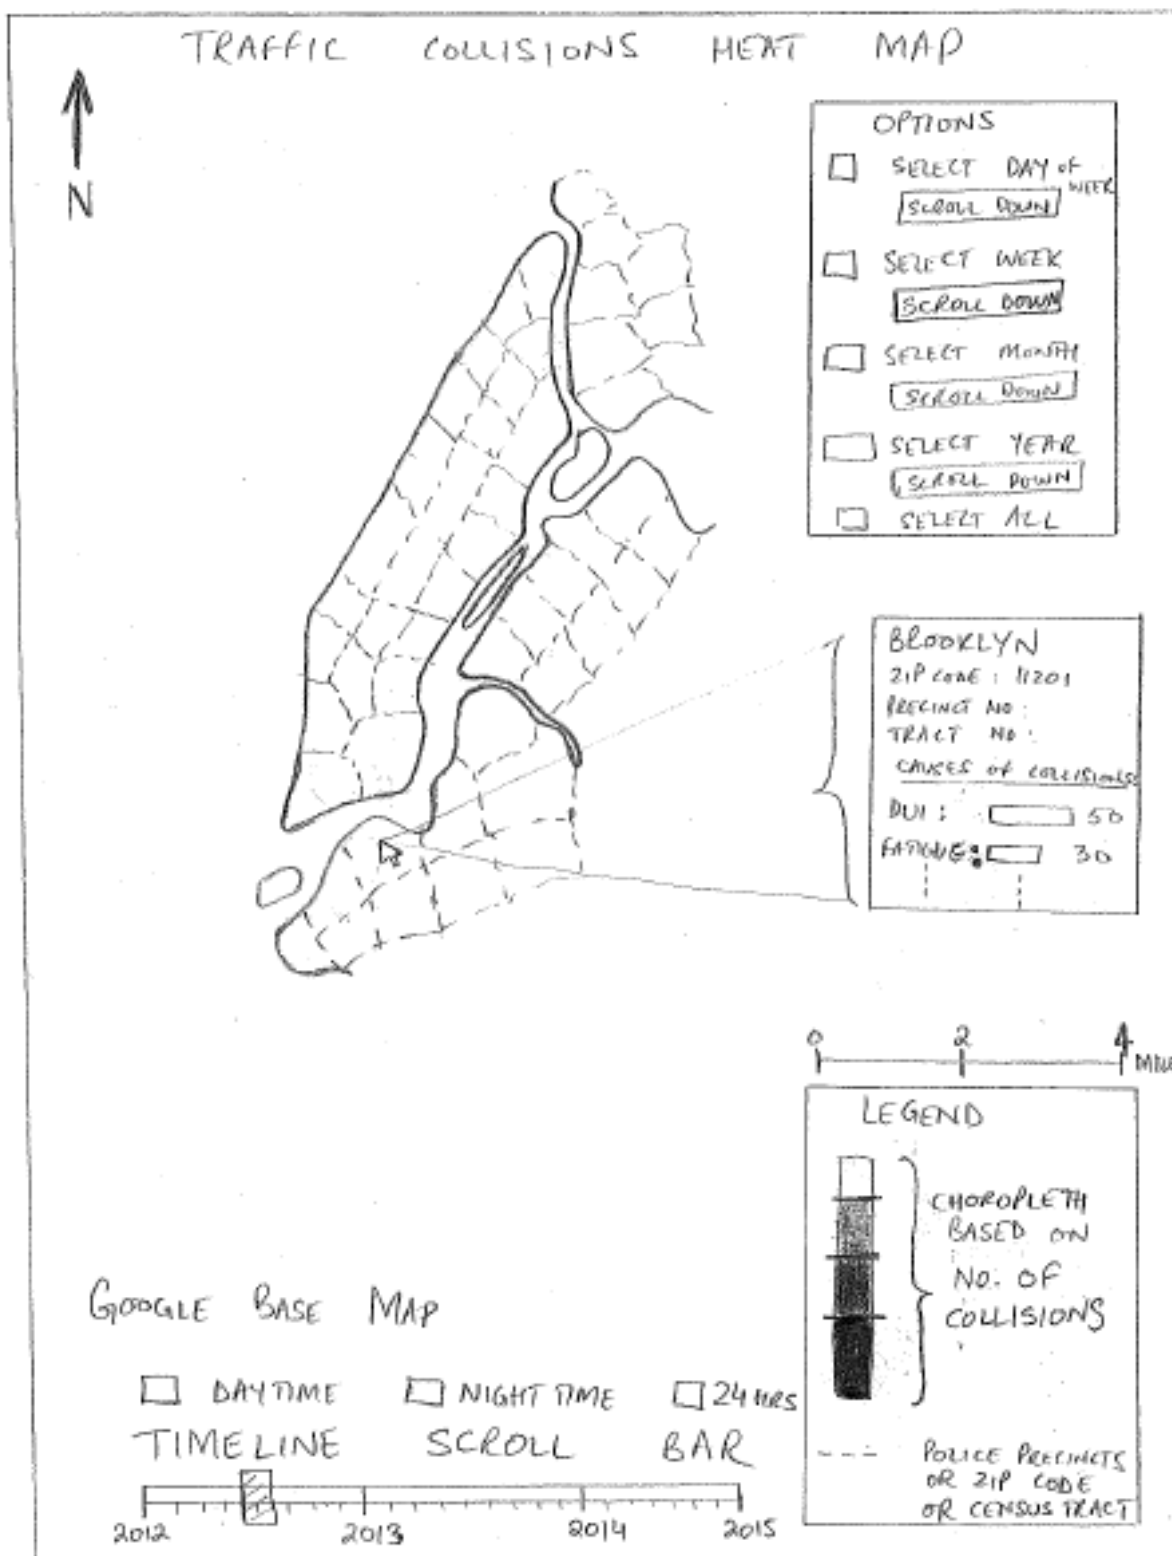 TRAFFIC COLLISIONS HEAT MAP
N
OPTIONS
SELECT DAY OF WEEK
SCROLL DOWN
SELECT WEEK
SCROLL DOWN
SELECT MONTH
SCROLL DOWN
SELECT YEAR
SCROLL DOWN
SELECT ALL
BROOKLYN
ZIP CODE : 11201
PRECINCT NO :
TRACT NO :
CAUSES OF COLLISIONS
DUI : 50
FATIGUE : 30
0 2 4 MILE
LEGEND
CHOROPLETH
BASED ON
NO. OF
COLLISIONS
POLICE PRECINCTS
OR ZIP CODE
OR CENSUS TRACT
GOOGLE BASE MAP
DAYTIME NIGHT TIME 24 HRS
TIMELINE SCROLL BAR
2012 2013 2014 2015